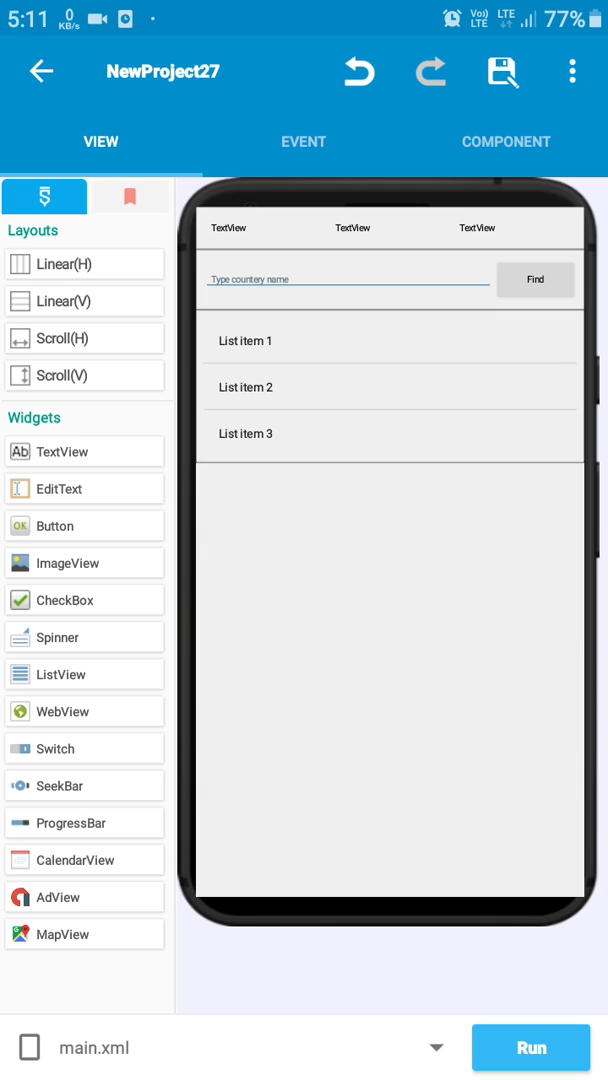 5:11 0 KB/s Vo) LTE LTE 77%
NewProject27
VIEW EVENT COMPONENT
Layouts
Linear(H)
Linear(V)
Scroll(H)
Scroll(V)
Widgets
Ab TextView
EditText
OK Button
ImageView
CheckBox
Spinner
ListView
WebView
Switch
SeekBar
ProgressBar
CalendarView
AdView
MapView
TextView TextView TextView
Type countery name Find
List item 1
List item 2
List item 3
main.xml Run